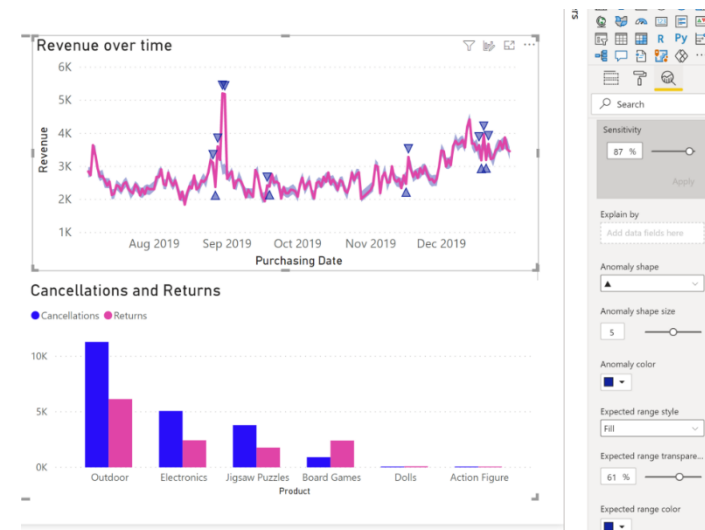 Revenue over time
6K
5K
4K
3K
2K
1K
Revenue
Aug 2019 Sep 2019 Oct 2019 Nov 2019 Dec 2019
Purchasing Date
Cancellations and Returns
Cancellations Returns
10K
5K
0K
Outdoor Electronics Jigsaw Puzzles Board Games Dolls Action Figure
Product
R Py
Search
Sensitivity
87 %
Apply
Explain by
Add data fields here
Anomaly shape
Anomaly shape size
5
Anomaly color
Expected range style
Fill
Expected range transpare...
61 %
Expected range color